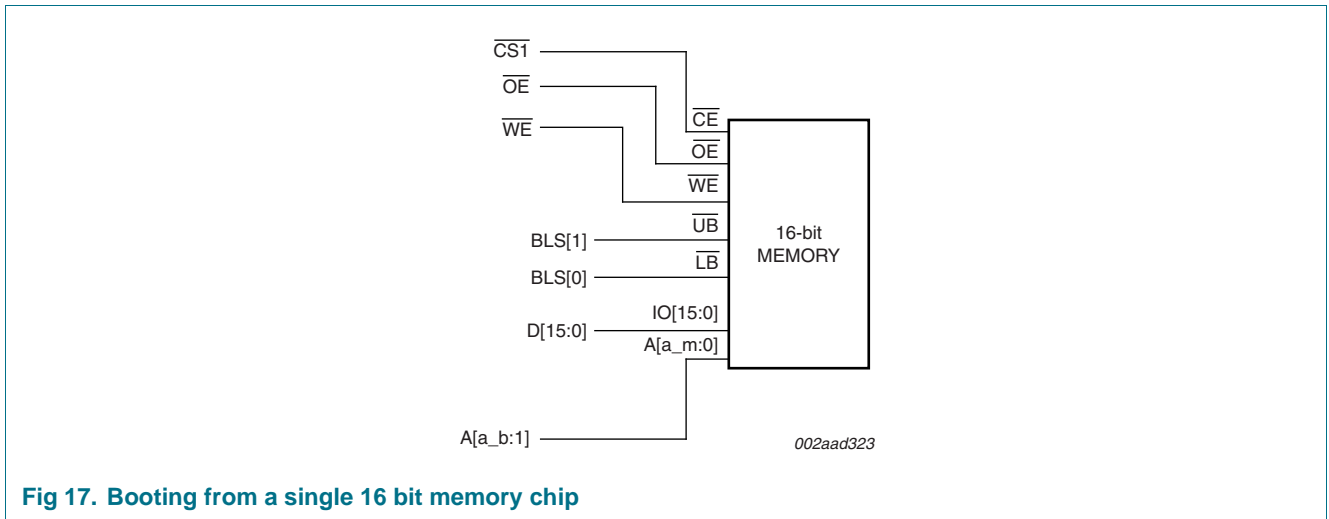 CS1
OE
WE
CE
OE
WE
UB
BLS[1]
LB
BLS[0]
16-bit
MEMORY
IO[15:0]
D[15:0]
A[a_m:0]
A[a_b:1]
002aad323
Fig 17. Booting from a single 16 bit memory chip